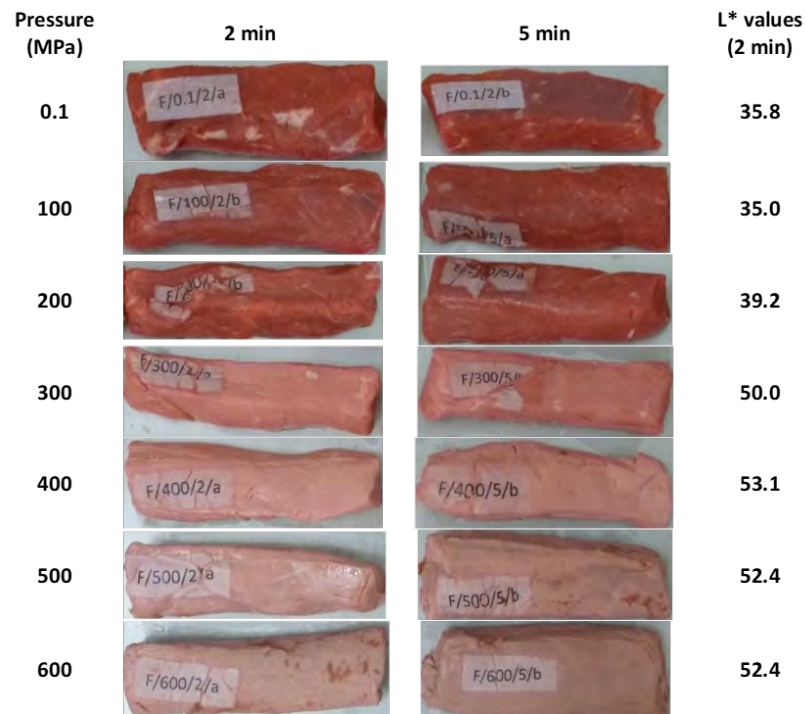 Pressure (MPa) 2 min 5 min L* values (2 min)
0.1 F/0.1/2/a F/0.1/2/b 35.8
100 F/100/2/b 35.0
200 39.2
300 F/300/2/a F/300/5/ 50.0
400 F/400/2/a F/400/5/b 53.1
500 F/500/2/a F/500/5/b 52.4
600 F/600/2/a F/600/5/b 52.4